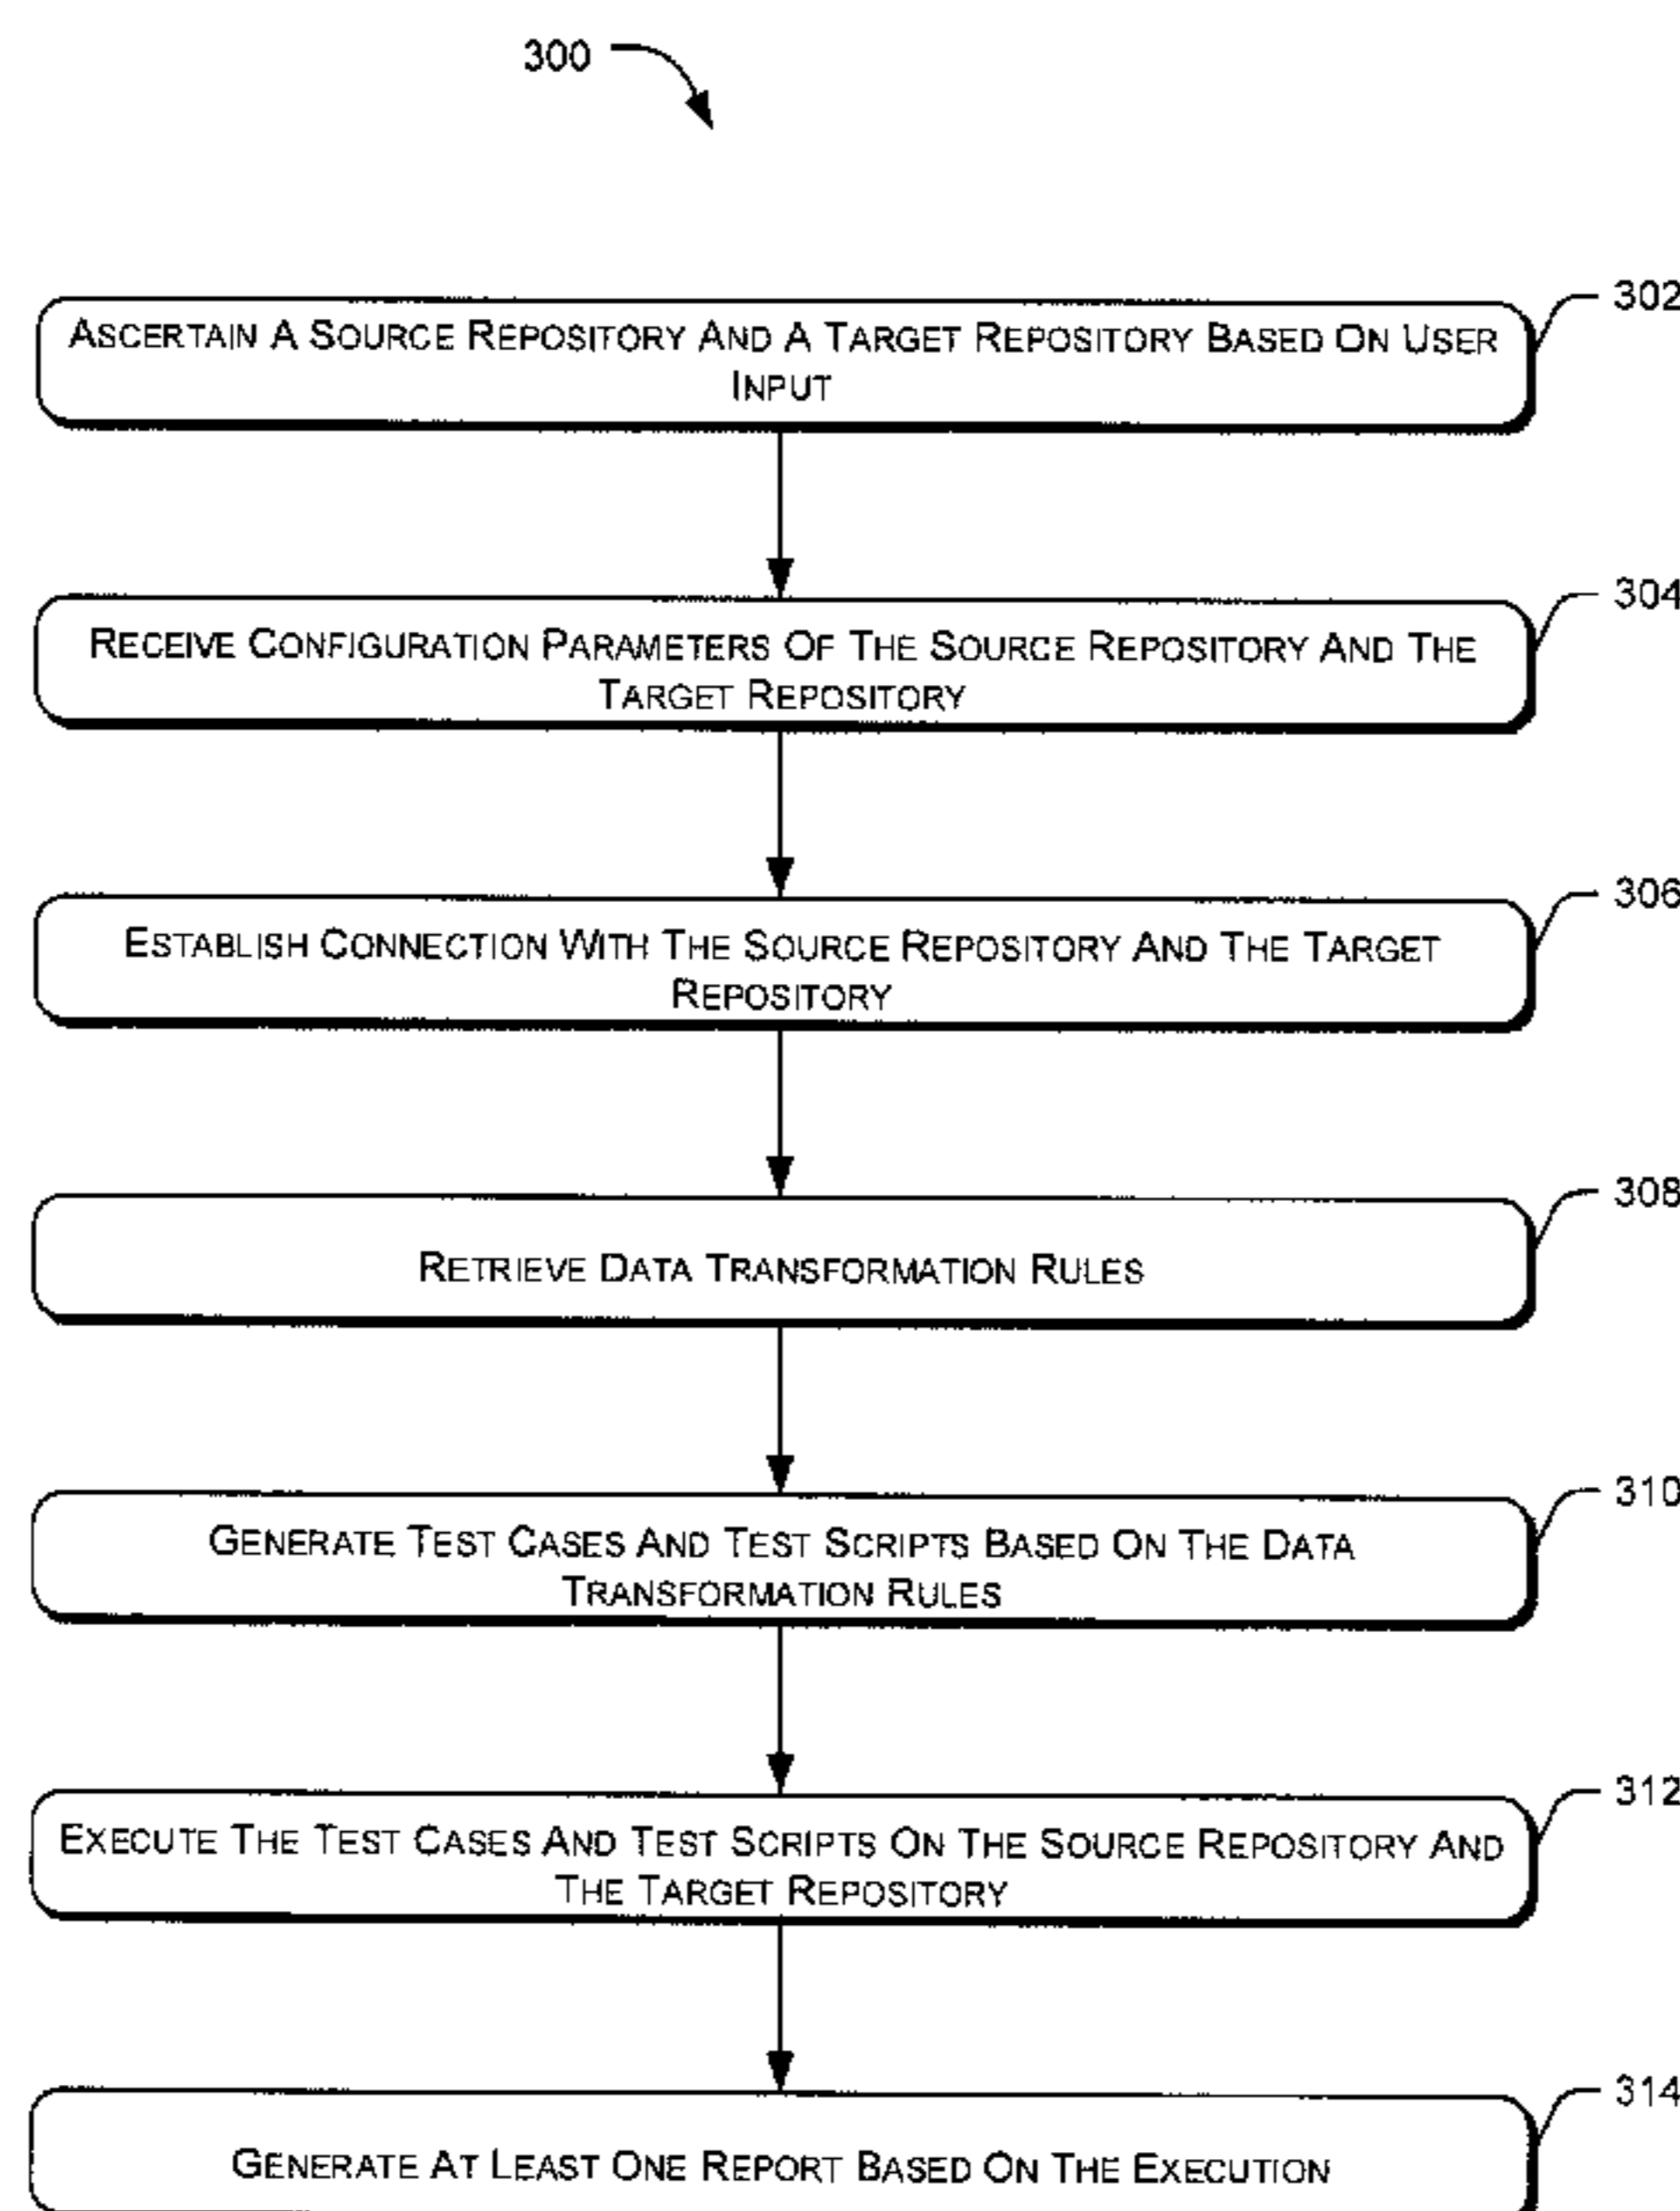 300
302
ASCERTAIN A SOURCE REPOSITORY AND A TARGET REPOSITORY BASED ON USER
INPUT
304
RECEIVE CONFIGURATION PARAMETERS OF THE SOURCE REPOSITORY AND THE
TARGET REPOSITORY
306
ESTABLISH CONNECTION WITH THE SOURCE REPOSITORY AND THE TARGET
REPOSITORY
308
RETRIEVE DATA TRANSFORMATION RULES
310
GENERATE TEST CASES AND TEST SCRIPTS BASED ON THE DATA
TRANSFORMATION RULES
312
EXECUTE THE TEST CASES AND TEST SCRIPTS ON THE SOURCE REPOSITORY AND
THE TARGET REPOSITORY
314
GENERATE AT LEAST ONE REPORT BASED ON THE EXECUTION